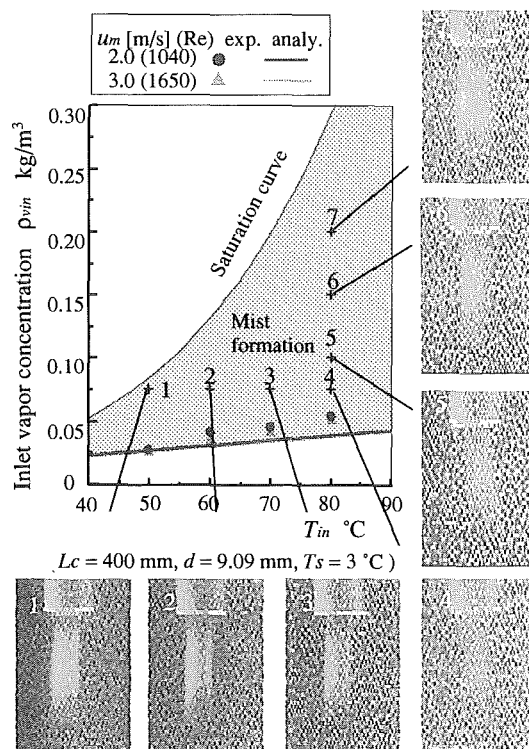 um [m/s] (Re) exp. analy.
2.0 (1040)
3.0 (1650)
0.30
0.25
0.20
0.15
0.10
0.05
0
Inlet vapor concentration ρvin kg/m³
Saturation curve
Mist
formation
7
6
5
1 2 3 4
40 50 60 70 80 90
Tin °C
Lc = 400 mm, d = 9.09 mm, Ts = 3 °C
1 2 3